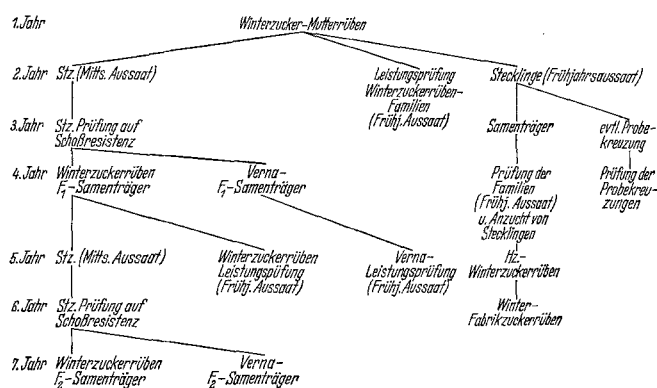 1. Jahr Winterzucker-Mutterrüben
2. Jahr Stz. (Mitts. Aussaat) Leistungsprüfung Stecklinge (Frühjahrsaussaat)
Winterzuckerrüben-
Familien
(Frühj. Aussaat)
3. Jahr Stz. Prüfung auf Samenträger evtl. Probe-
Schoßresistenz kreuzung
4. Jahr Winterzuckerrüben Verna- Prüfung der Prüfung der
F1-Samenträger F1-Samenträger Familien Probekreu-
(Frühj. Aussaat) zungen
u. Anzucht von
Stecklingen
5. Jahr Stz. (Mitts. Aussaat) Winterzuckerrüben Verna- Hz.-
Leistungspüfung Leistungsprüfung Winterzuckerrüben
(Frühj. Aussaat) (Frühj. Aussaat)
6. Jahr Stz. Prüfung auf Winter-
Schoßresistenz Fabrikzuckerrüben
7. Jahr Winterzuckerrüben Verna-
F2-Samenträger F2-Samenträger